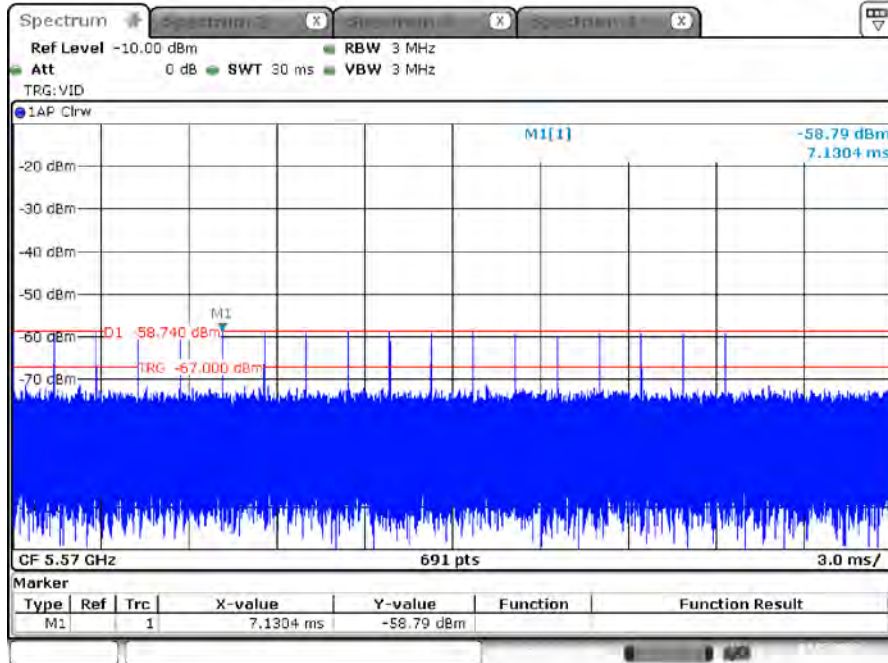 Spectrum
Ref Level -10.00 dBm RBW 3 MHz
Att 0 dB SWT 30 ms VBW 3 MHz
TRG:VID
1AP Clrw
M1[1] -58.79 dBm
7.1304 ms
-20 dBm
-30 dBm
-40 dBm
-50 dBm
M1
D1 -58.740 dBm
-60 dBm
TRG -67.000 dBm
-70 dBm
CF 5.57 GHz 691 pts 3.0 ms/
Marker
Type Ref Trc X-value Y-value Function Function Result
M1 1 7.1304 ms -58.79 dBm